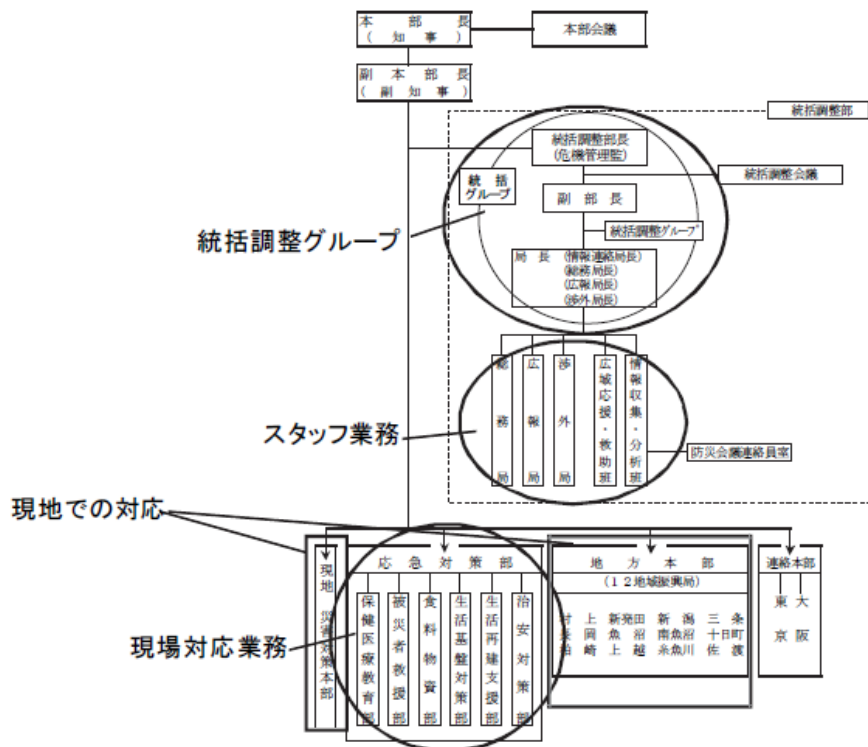 本部長
(知事)
本部会議
副本部長
(副知事)
統括調整部
統括調整部長
(危機管理監)
統括調整会議
統括
グループ
副部長
統括調整グループ
統括調整グループ
局長 (情報連絡局長)
(総務局長)
(広報局長)
(渉外局長)
総務局
広報局
渉外局
広域応援・救助班
情報収集・分析班
スタッフ業務
防災会議連絡員室
現地での対応
現地災害対策本部
応急対策部
地方本部
(12地域振興局)
連絡本部
保健医療教育部
被災者救援部
食料物資部
生活基盤対策部
生活再建支援部
治安対策部
村上 新発田 新潟 三条
長岡 魚沼 南魚沼 十日町
柏崎 上越 糸魚川 佐渡
東京
大阪
現場対応業務